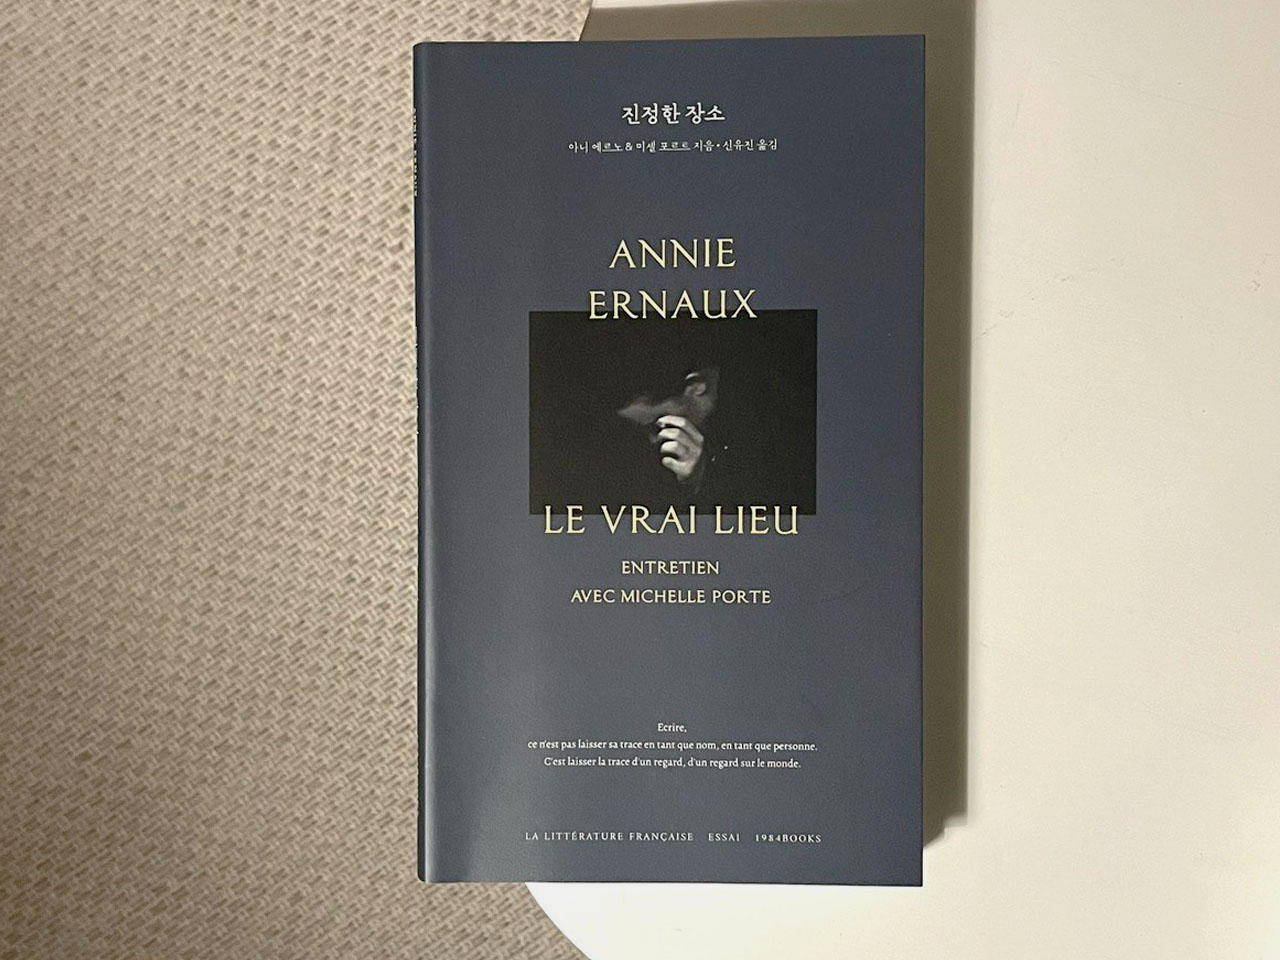 진정한 장소
아니 에르노 & 미셸 포르트 지음 • 신유진 옮김
ANNIE
ERNAUX
LE VRAI LIEU
ENTRETIEN
AVEC MICHELLE PORTE
Ecrire,
ce n'est pas laisser sa trace en tant que nom, en tant que personne.
C'est laisser la trace d'un regard, d'un regard sur le monde.
LA LITTÉRATURE FRANÇAISE ESSAI 1984BOOKS